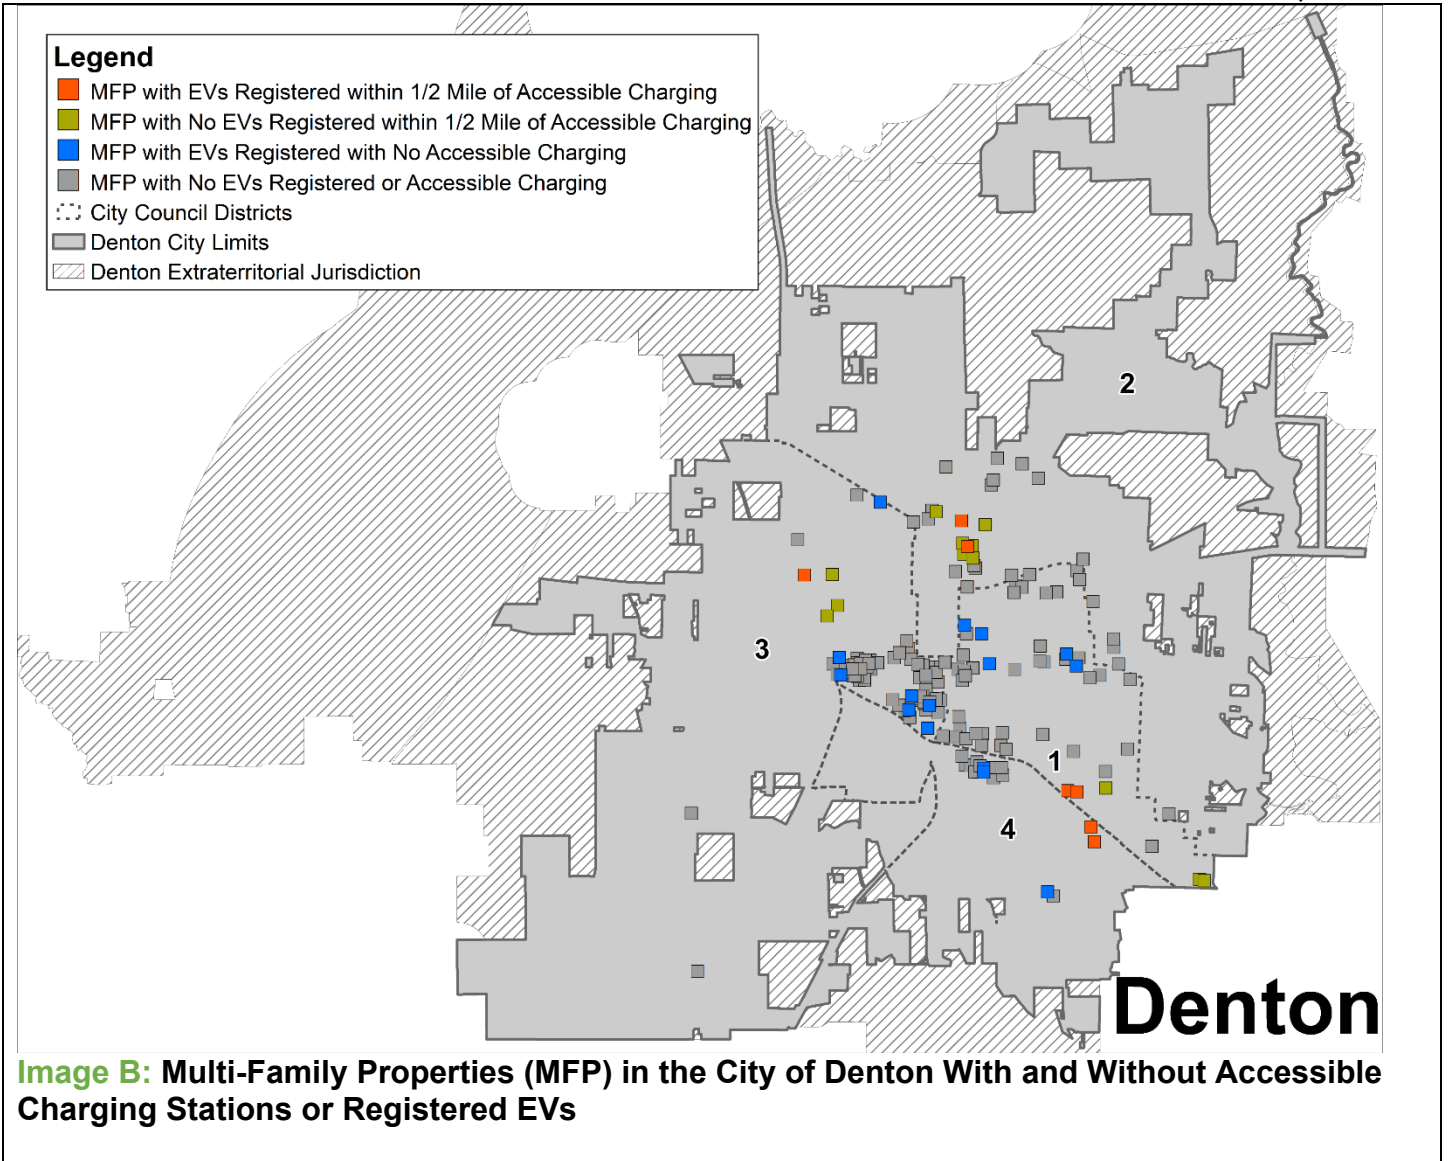 Legend
MFP with EVs Registered within 1/2 Mile of Accessible Charging
MFP with No EVs Registered within 1/2 Mile of Accessible Charging
MFP with EVs Registered with No Accessible Charging
MFP with No EVs Registered or Accessible Charging
City Council Districts
Denton City Limits
Denton Extraterritorial Jurisdiction
2
3
1
4
Denton
Image B: Multi-Family Properties (MFP) in the City of Denton With and Without Accessible
Charging Stations or Registered EVs